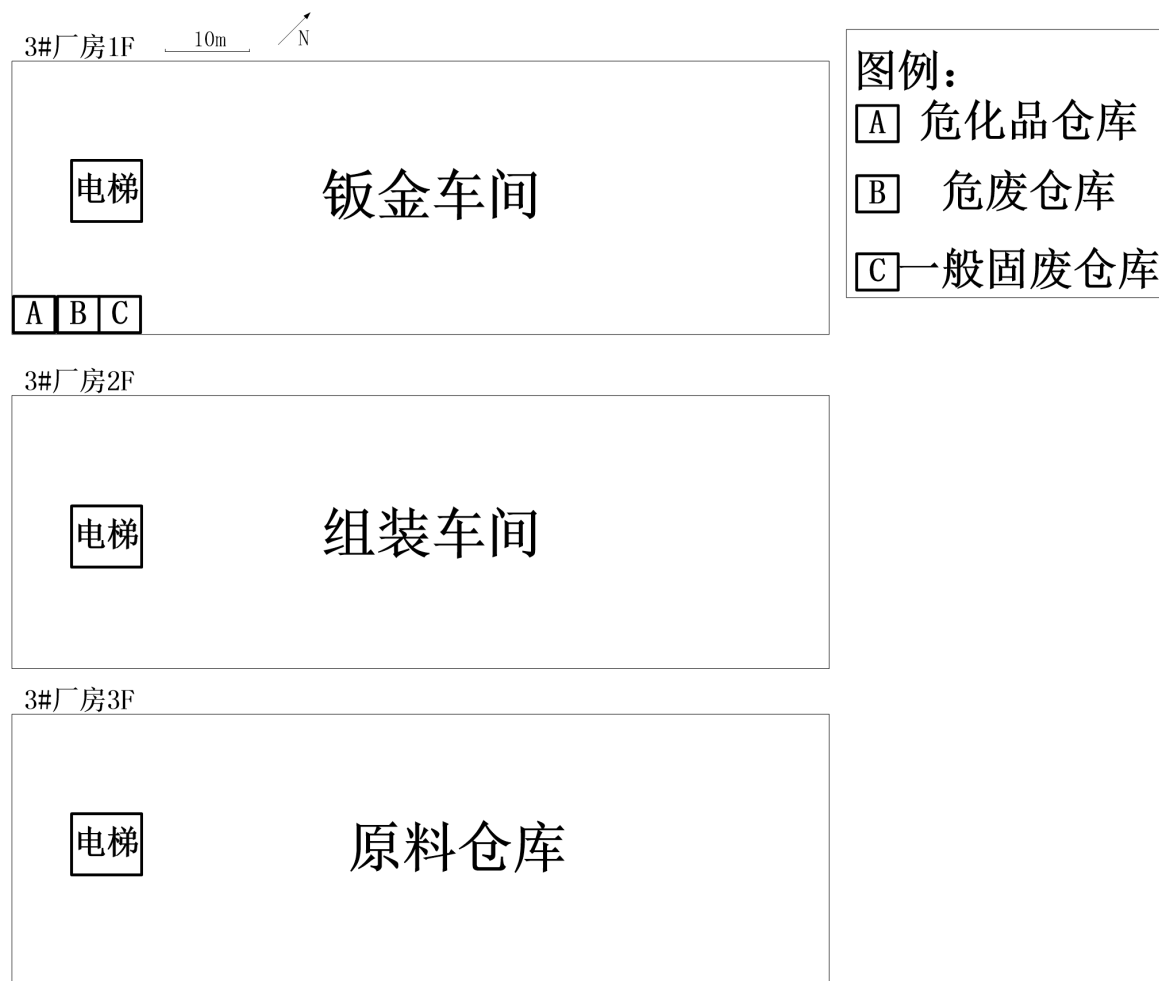 3#厂房1F 10m N
电梯 钣金车间
A B C
3#厂房2F
电梯 组装车间
3#厂房3F
电梯 原料仓库
图例：
A 危化品仓库
B 危废仓库
C 一般固废仓库